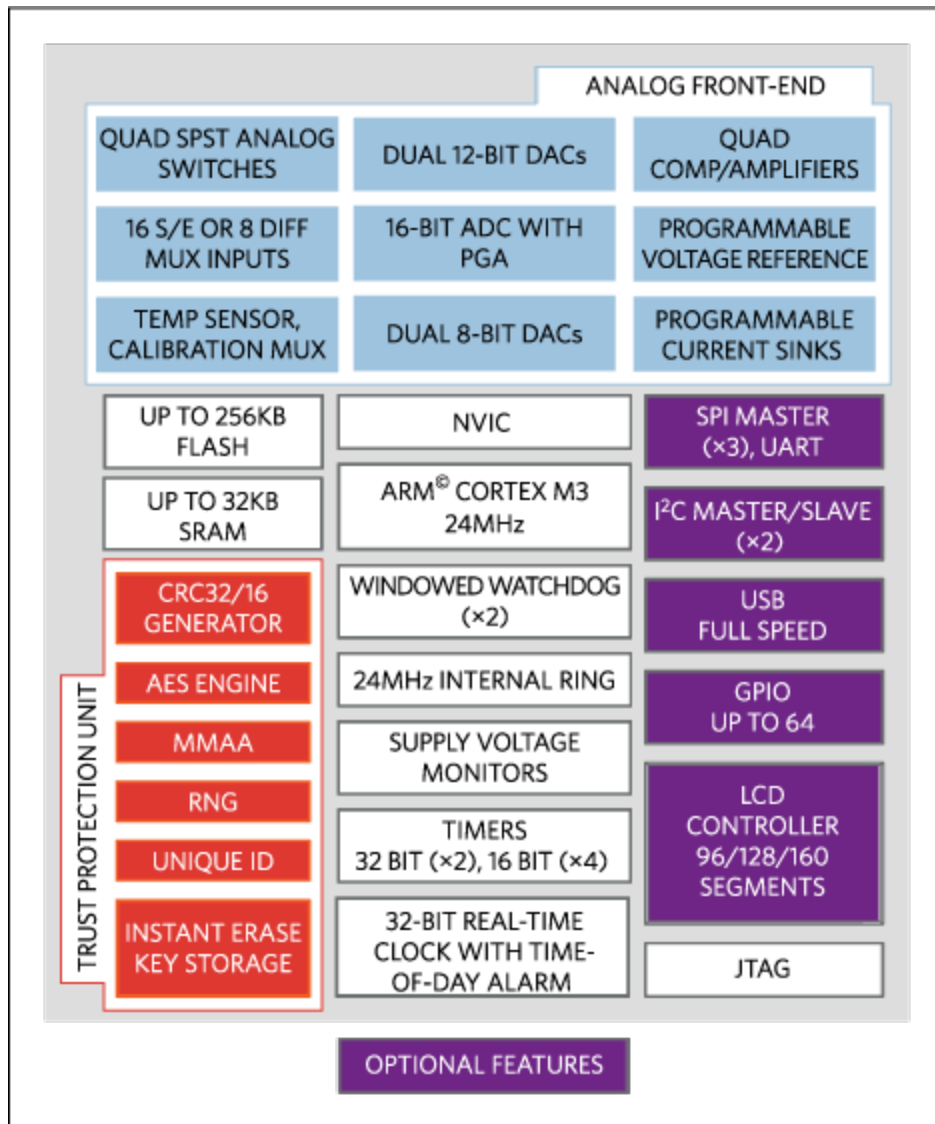 ANALOG FRONT-END
QUAD SPST ANALOG
SWITCHES
DUAL 12-BIT DACs
QUAD
COMP/AMPLIFIERS
16 S/E OR 8 DIFF
MUX INPUTS
16-BIT ADC WITH
PGA
PROGRAMMABLE
VOLTAGE REFERENCE
TEMP SENSOR,
CALIBRATION MUX
DUAL 8-BIT DACs
PROGRAMMABLE
CURRENT SINKS
UP TO 256KB
FLASH
UP TO 32KB
SRAM
TRUST PROTECTION UNIT
CRC32/16
GENERATOR
AES ENGINE
MMAA
RNG
UNIQUE ID
INSTANT ERASE
KEY STORAGE
NVIC
ARM© CORTEX M3
24MHz
WINDOWED WATCHDOG
(×2)
24MHz INTERNAL RING
SUPPLY VOLTAGE
MONITORS
TIMERS
32 BIT (×2), 16 BIT (×4)
32-BIT REAL-TIME
CLOCK WITH TIME-
OF-DAY ALARM
SPI MASTER
(×3), UART
I²C MASTER/SLAVE
(×2)
USB
FULL SPEED
GPIO
UP TO 64
LCD
CONTROLLER
96/128/160
SEGMENTS
JTAG
OPTIONAL FEATURES